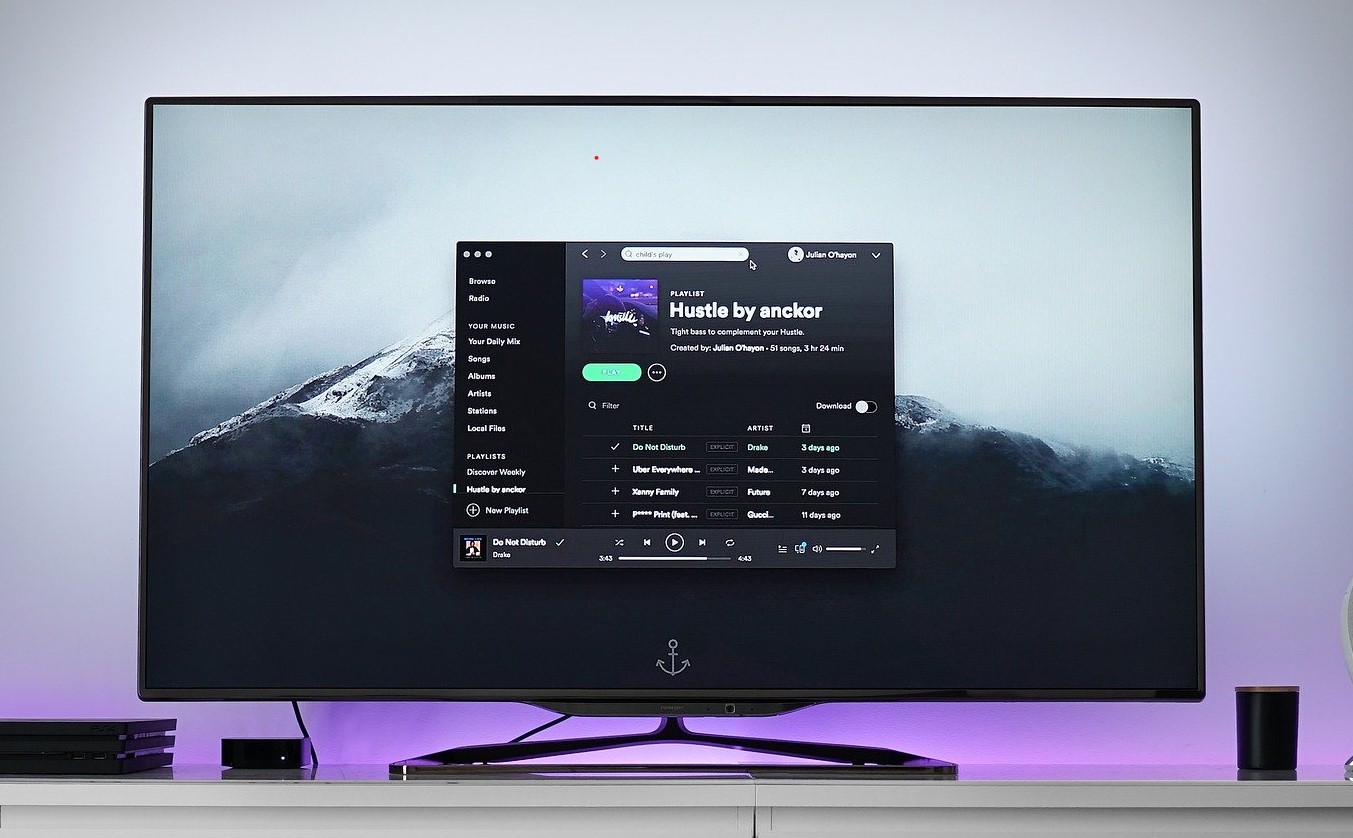 child's play
Julian O'hayon
Browse
Radio
YOUR MUSIC
Your Daily Mix
Songs
Albums
Artists
Stations
Local Files
PLAYLISTS
Discover Weekly
Hustle by anckor
New Playlist
PLAYLIST
Hustle by anckor
Tight bass to complement your Hustle.
Created by: Julian O'hayon • 51 songs, 3 hr 24 min
PLAY
Filter
Download
TITLE ARTIST
Do Not Disturb EXPLICIT Drake 3 days ago
Uber Everywhere ... EXPLICIT Made... 3 days ago
Xanny Family EXPLICIT Future 7 days ago
P**** Print (feat. ... EXPLICIT Gucci... 11 days ago
Do Not Disturb
Drake
3:43 4:43